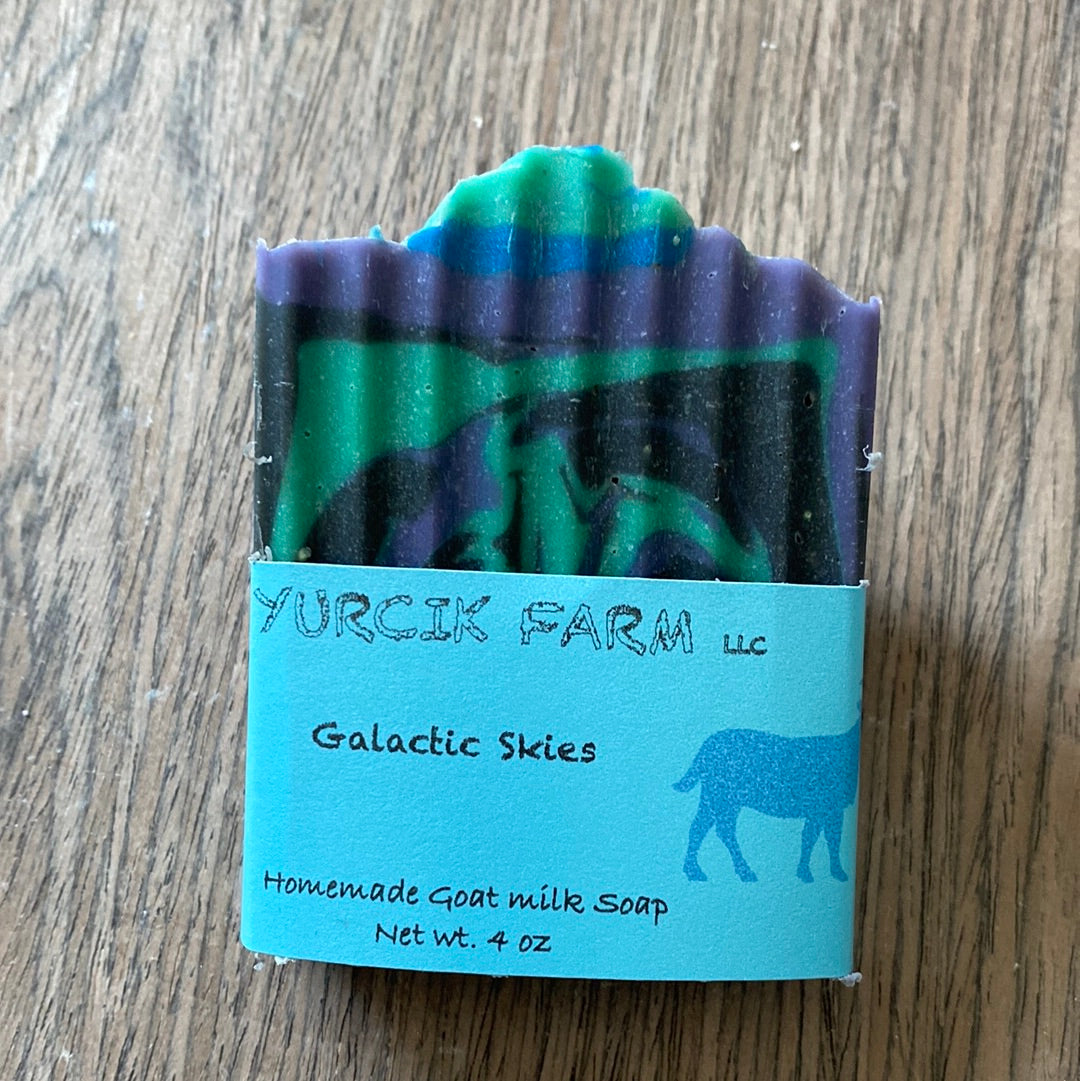 YURCIK FARM LLC
Galactic Skies
Homemade Goat milk Soap
Net wt. 4 oz